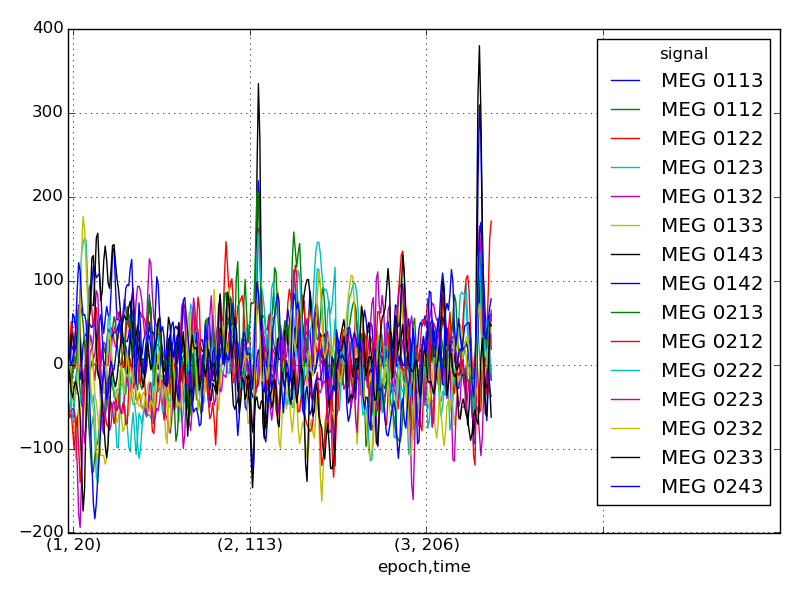 400
300
200
100
0
−100
−200
(1, 20)
(2, 113)
(3, 206)
epoch,time
signal
MEG 0113
MEG 0112
MEG 0122
MEG 0123
MEG 0132
MEG 0133
MEG 0143
MEG 0142
MEG 0213
MEG 0212
MEG 0222
MEG 0223
MEG 0232
MEG 0233
MEG 0243